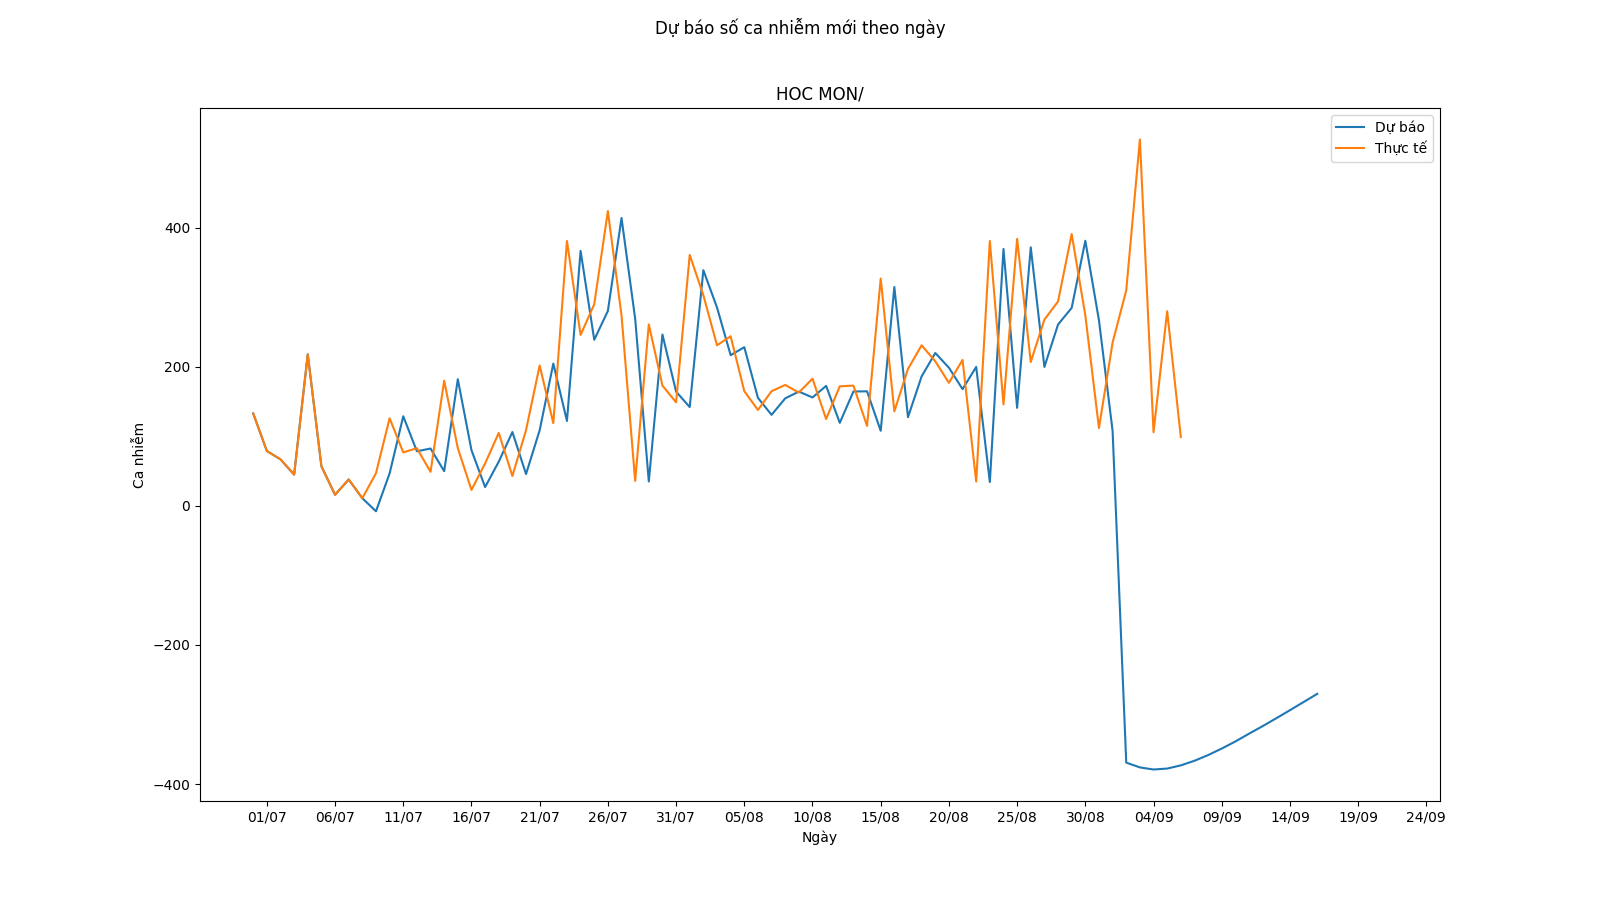 Dự báo số ca nhiễm mới theo ngày
HOC MON/
Dự báo
Thực tế
Ca nhiễm
400
200
0
−200
−400
01/07 06/07 11/07 16/07 21/07 26/07 31/07 05/08 10/08 15/08 20/08 25/08 30/08 04/09 09/09 14/09 19/09 24/09
Ngày